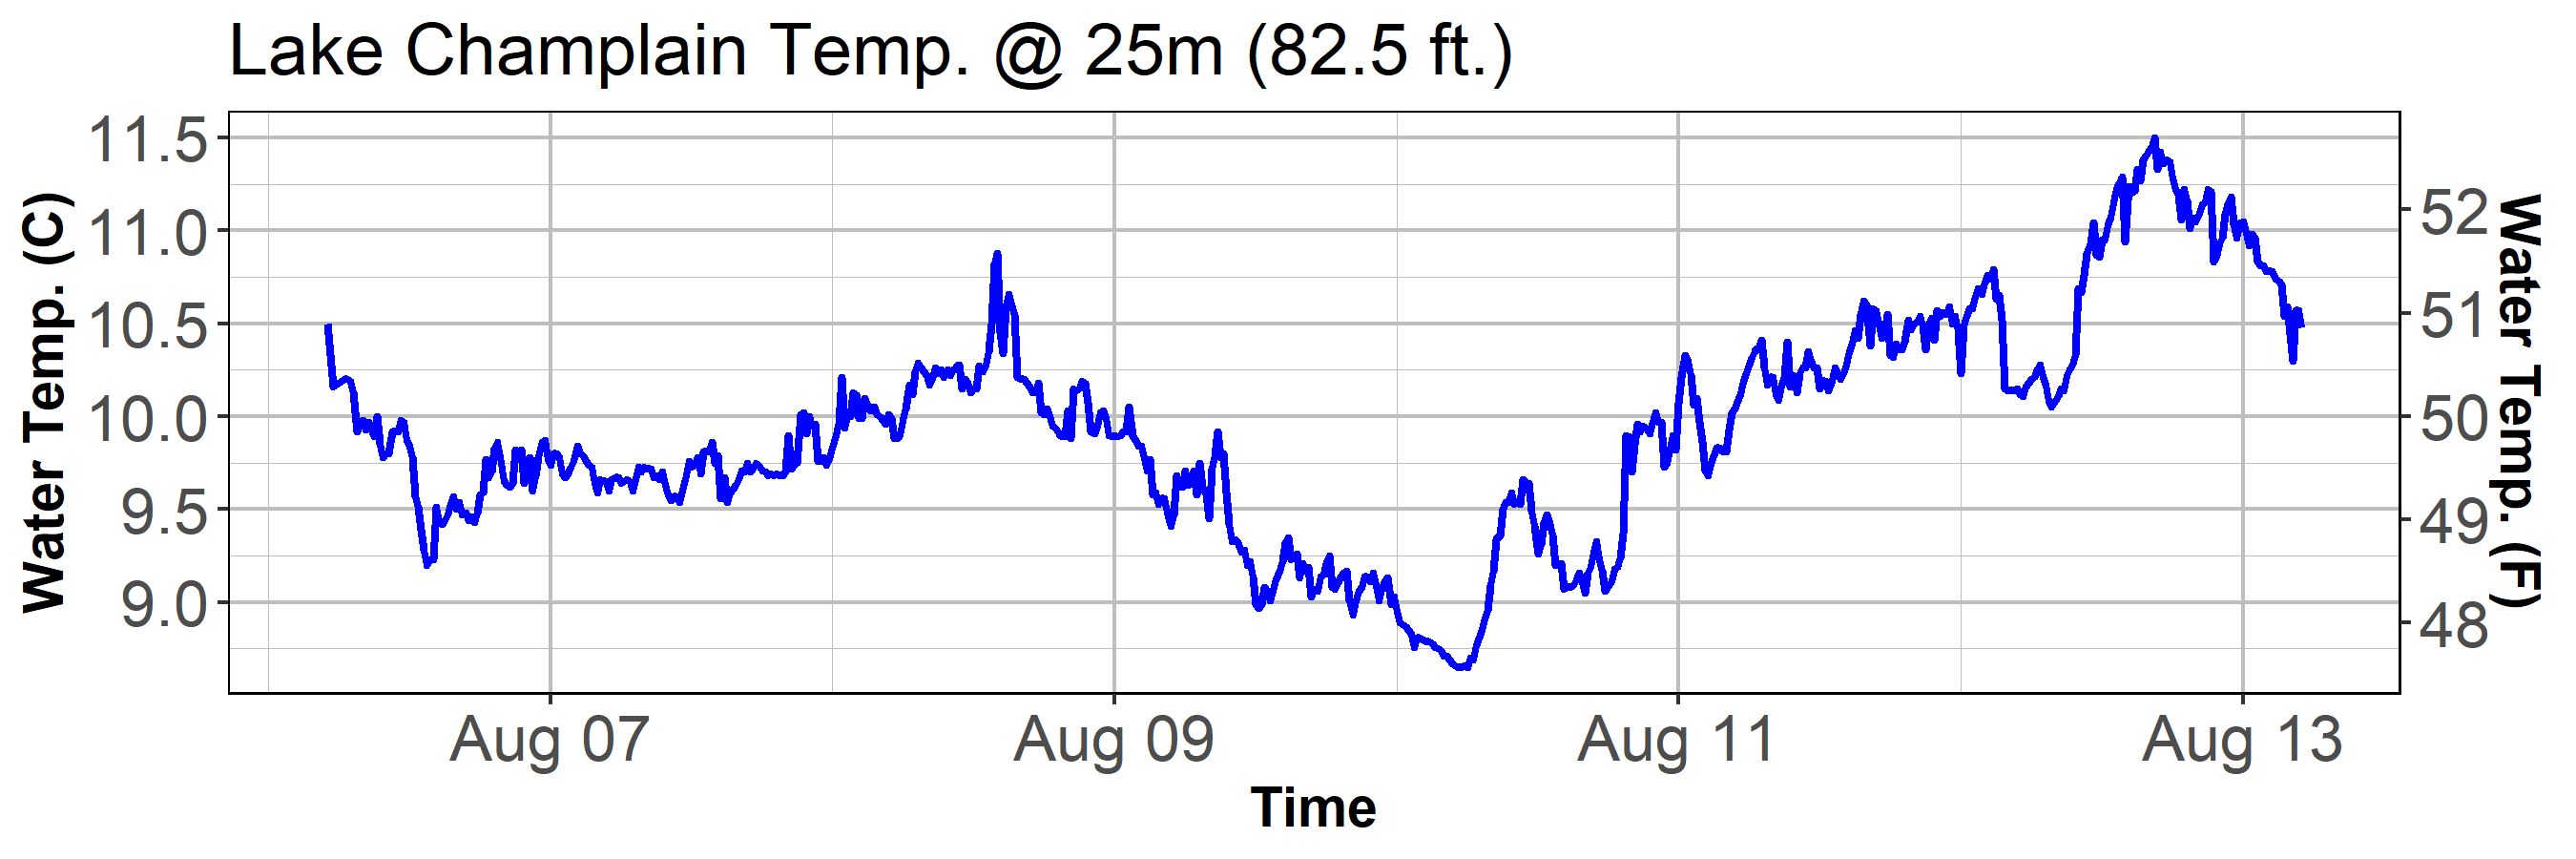 Lake Champlain Temp. @ 25m (82.5 ft.)
11.5
11.0
10.5
10.0
9.5
9.0
Water Temp. (C)
52
51
50
49
48
Water Temp. (F)
Aug 07 Aug 09 Aug 11 Aug 13
Time